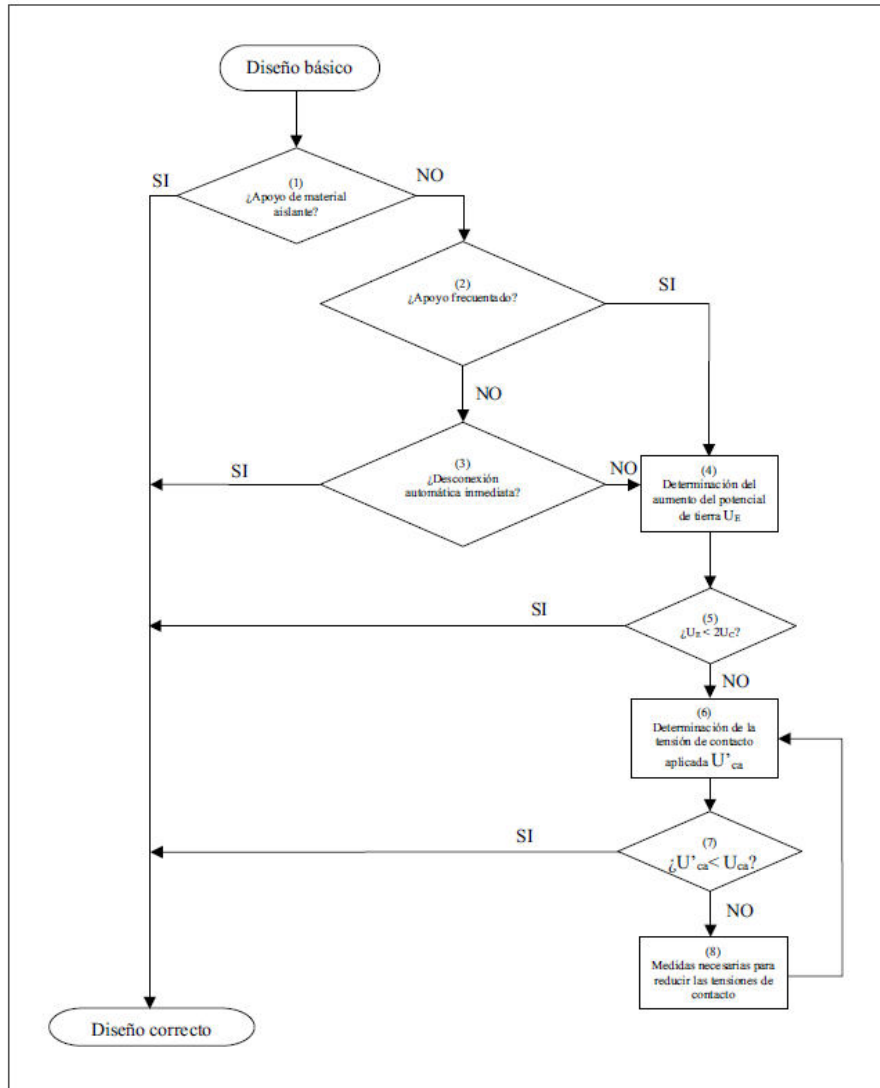 Diseño básico
SI
(1)
¿Apoyo de material
aislante?
NO
(2)
¿Apoyo frecuentado?
SI
NO
SI
(3)
¿Desconexión
automática inmediata?
NO
(4)
Determinación del
aumento del potencial
de tierra UE
SI
(5)
¿UE< 2UC?
NO
(6)
Determinación de la
tensión de contacto
aplicada U’ca
SI
(7)
¿U’ca< Uca?
NO
(8)
Medidas necesarias para
reducir las tensiones de
contacto
Diseño correcto